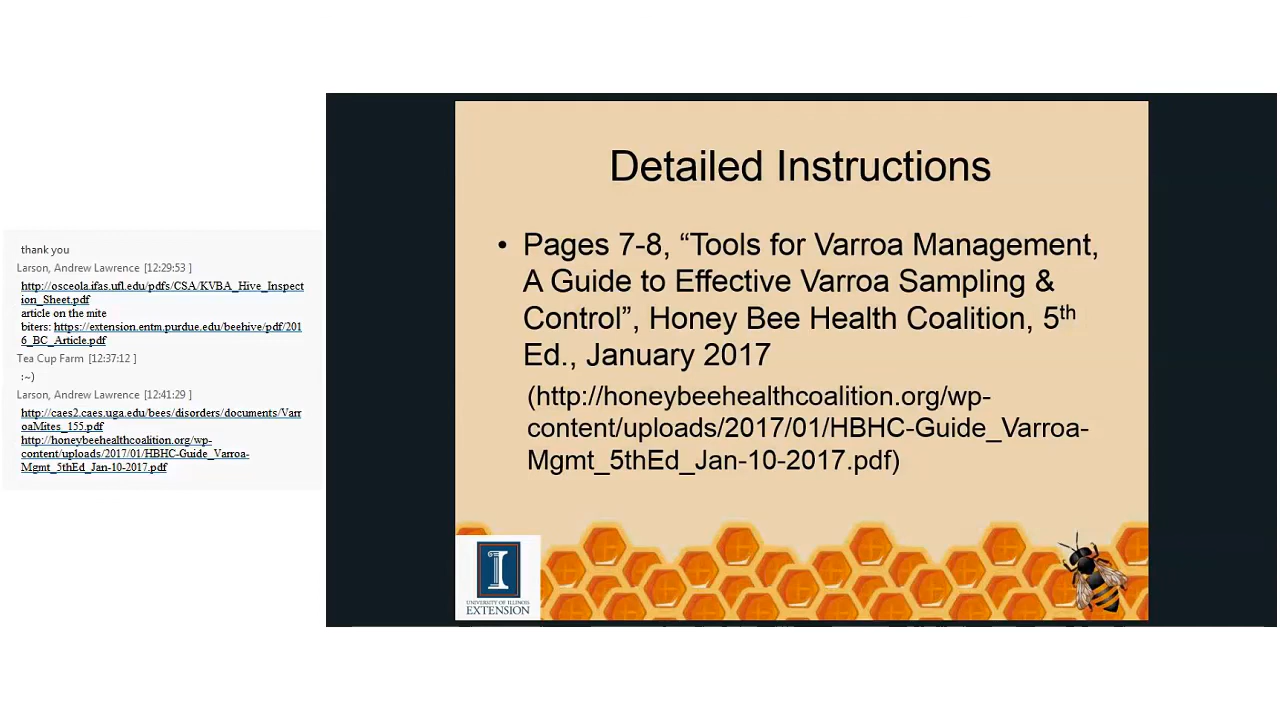 thank you
Larson, Andrew Lawrence [12:29:53 ]
http://osceola.ifas.ufl.edu/pdfs/CSA/KVBA_Hive_Inspect
ion_Sheet.pdf
article on the mite
biters: https://extension.entm.purdue.edu/beehive/pdf/201
6_BC_Article.pdf
Tea Cup Farm [12:37:12 ]
:~)
Larson, Andrew Lawrence [12:41:29 ]
http://caes2.caes.uga.edu/bees/disorders/documents/Varr
oaMites_155.pdf
http://honeybeehealthcoalition.org/wp-
content/uploads/2017/01/HBHC-Guide_Varroa-
Mgmt_5thEd_Jan-10-2017.pdf
Detailed Instructions
• Pages 7-8, “Tools for Varroa Management,
A Guide to Effective Varroa Sampling &
Control”, Honey Bee Health Coalition, 5th
Ed., January 2017
(http://honeybeehealthcoalition.org/wp-
content/uploads/2017/01/HBHC-Guide_Varroa-
Mgmt_5thEd_Jan-10-2017.pdf)
I
UNIVERSITY OF ILLINOIS
EXTENSION